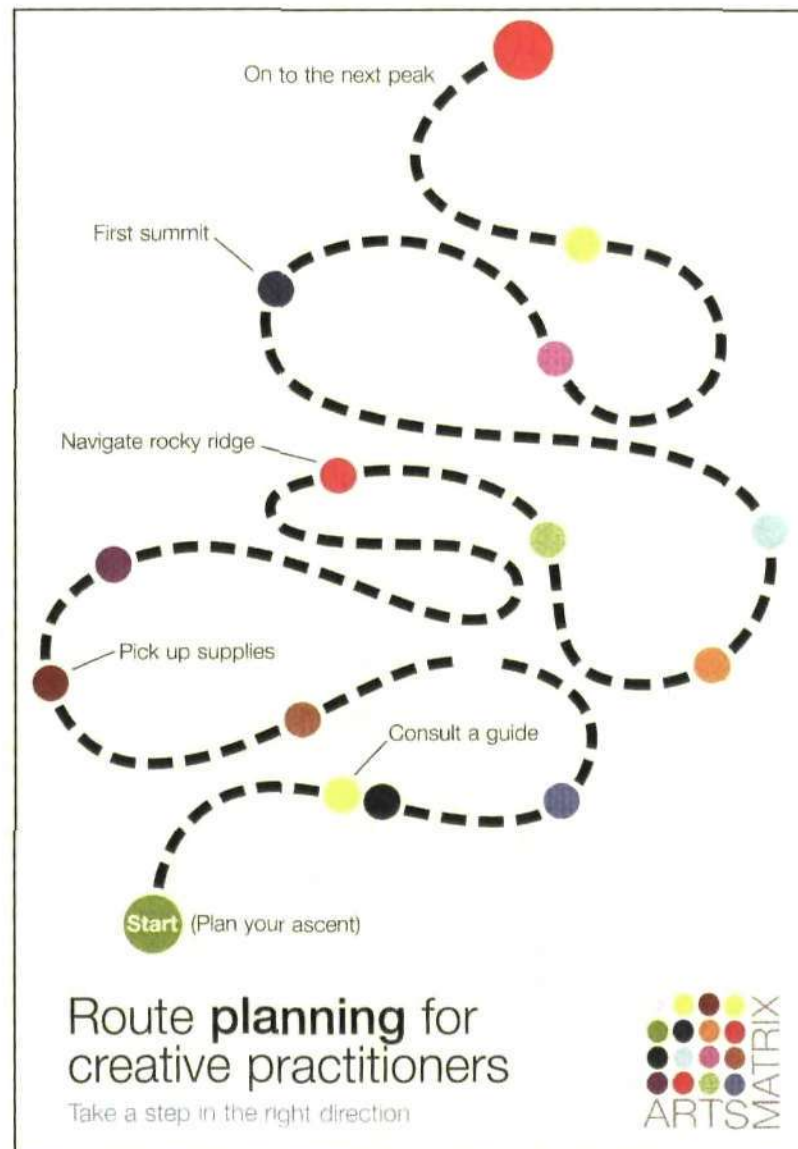 On to the next peak
First summit
Navigate rocky ridge
Pick up supplies
Consult a guide
Start (Plan your ascent)
Route planning for
creative practitioners
Take a step in the right direction
ARTS
MATRIX